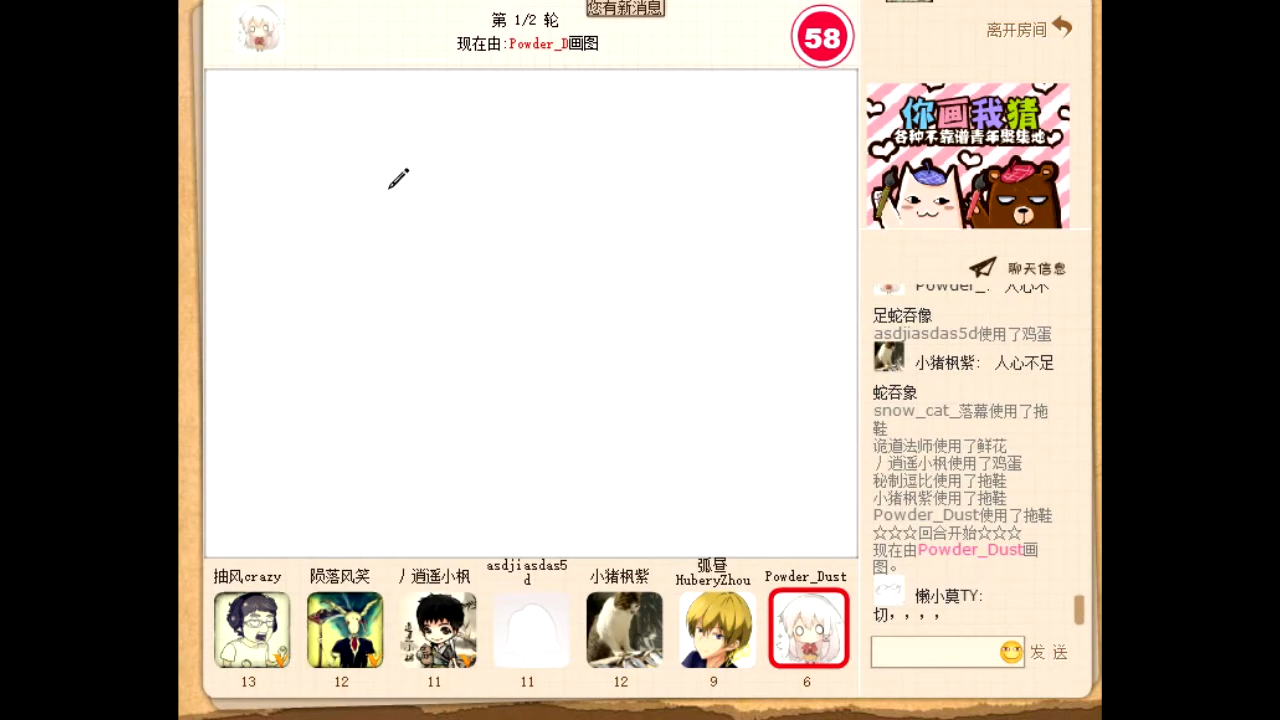 您有新消息
第 1/2 轮
现在由:Powder_D画图
58
离开房间
你画我猜
各种不靠谱青年聚集地
聊天信息
Powder_: 人心不
足蛇吞像
asdjiasdas5d使用了鸡蛋
小猪枫紫: 人心不足
蛇吞象
snow_cat_落幕使用了拖
鞋
诡道法师使用了鲜花
丿逍遥小枫使用了鸡蛋
秘制逗比使用了拖鞋
小猪枫紫使用了拖鞋
Powder_Dust使用了拖鞋
☆☆☆回合开始☆☆☆
现在由Powder_Dust画
图。
懒小莫TY:
切，，，，
发 送
抽风crazy
陨落风笑
丿逍遥小枫
asdjiasdas5
d
小猪枫紫
弧昼
HuberyZhou
Powder_Dust
13
12
11
11
12
9
6